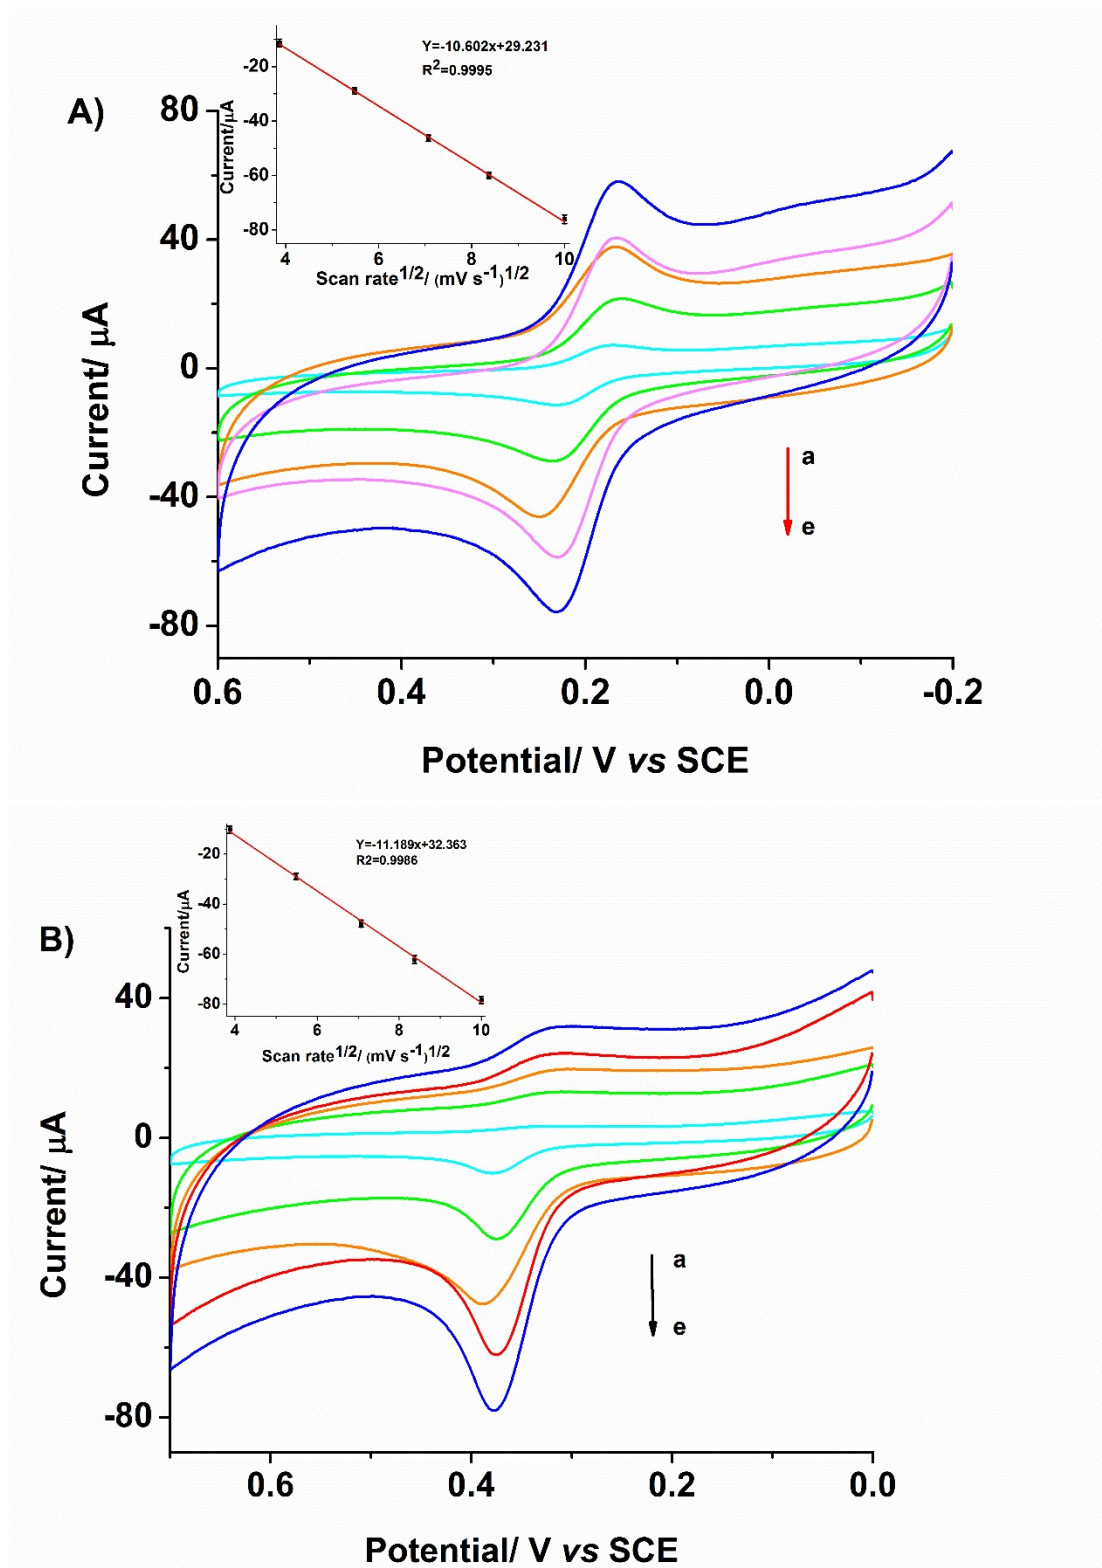 A)
Y=-10.602x+29.231
R2=0.9995
-20
-40
-60
-80
Current/μA
4 6 8 10
Scan rate1/2/ (mV s-1)1/2
80
40
0
-40
-80
Current/ μA
a
e
0.6 0.4 0.2 0.0 -0.2
Potential/ V vs SCE
B)
Y=-11.189x+32.363
R2=0.9986
-20
-40
-60
-80
Current/μA
4 6 8 10
Scan rate1/2/ (mV s-1)1/2
40
0
-40
-80
Current/ μA
a
e
0.6 0.4 0.2 0.0
Potential/ V vs SCE